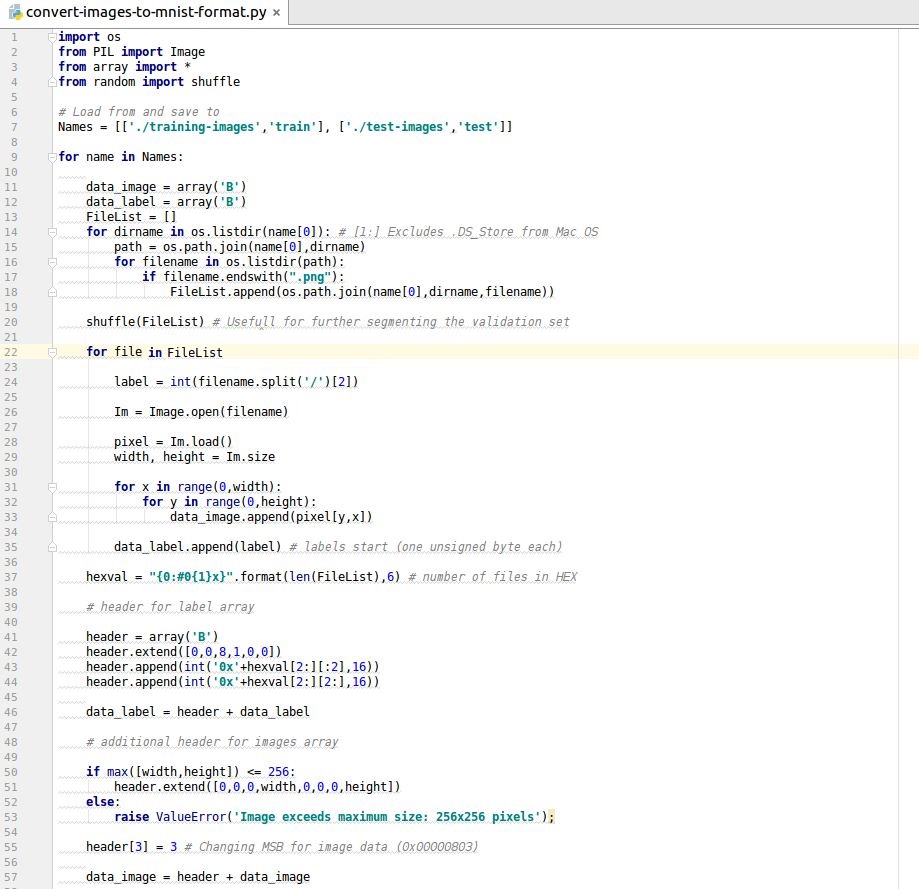 convert-images-to-mnist-format.py ×
1 import os
2 from PIL import Image
3 from array import *
4 from random import shuffle
5
6 # Load from and save to
7 Names = [['./training-images','train'], ['./test-images','test']]
8
9 for name in Names:
10
11     data_image = array('B')
12     data_label = array('B')
13     FileList = []
14     for dirname in os.listdir(name[0]): # [1:] Excludes .DS_Store from Mac OS
15         path = os.path.join(name[0],dirname)
16         for filename in os.listdir(path):
17             if filename.endswith(".png"):
18                 FileList.append(os.path.join(name[0],dirname,filename))
19
20     shuffle(FileList) # Usefull for further segmenting the validation set
21
22     for file in FileList
23
24         label = int(filename.split('/')[2])
25
26         Im = Image.open(filename)
27
28         pixel = Im.load()
29         width, height = Im.size
30
31         for x in range(0,width):
32             for y in range(0,height):
33                 data_image.append(pixel[y,x])
34
35         data_label.append(label) # labels start (one unsigned byte each)
36
37     hexval = "{0:#0{1}x}".format(len(FileList),6) # number of files in HEX
38
39     # header for label array
40
41     header = array('B')
42     header.extend([0,0,8,1,0,0])
43     header.append(int('0x'+hexval[2:][:2],16))
44     header.append(int('0x'+hexval[2:][2:],16))
45
46     data_label = header + data_label
47
48     # additional header for images array
49
50     if max([width,height]) <= 256:
51         header.extend([0,0,0,width,0,0,0,height])
52     else:
53         raise ValueError('Image exceeds maximum size: 256x256 pixels');
54
55     header[3] = 3 # Changing MSB for image data (0x00000803)
56
57     data_image = header + data_image